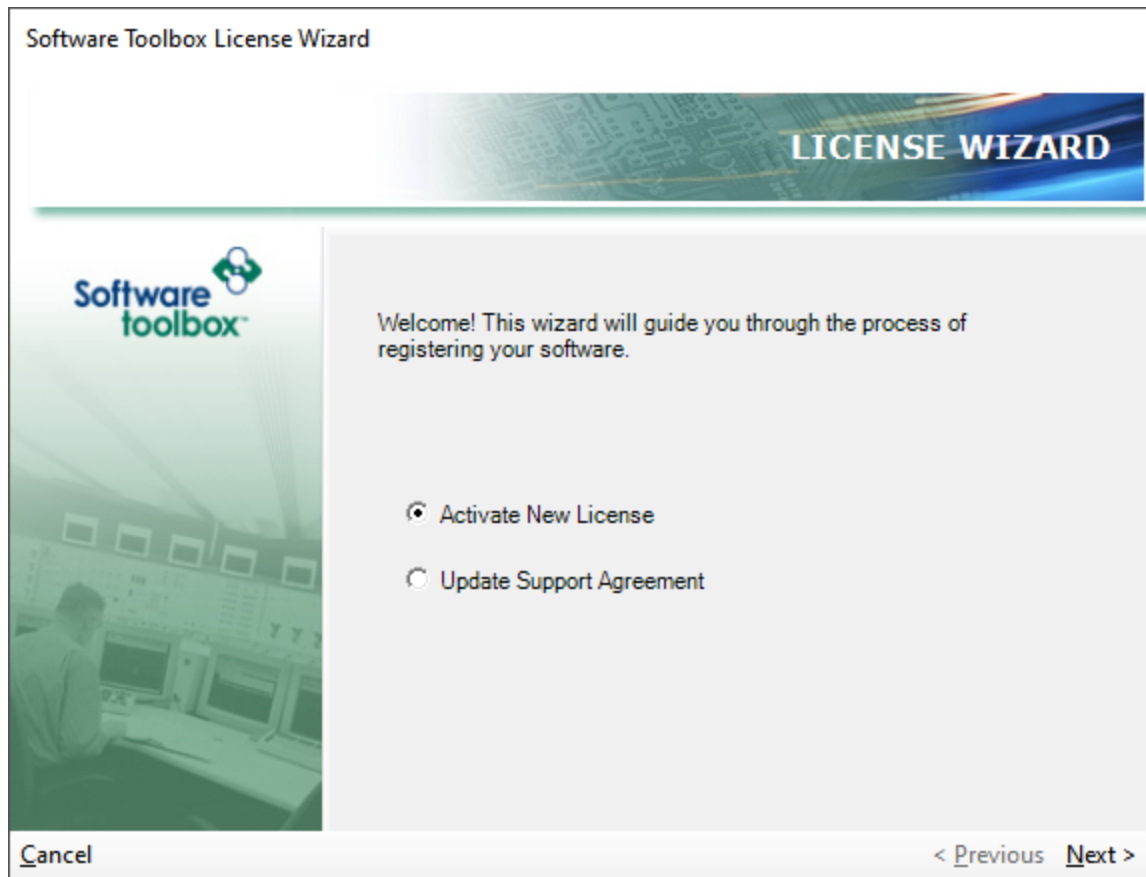 Software Toolbox License Wizard
LICENSE WIZARD
Software
toolbox™
Welcome! This wizard will guide you through the process of
registering your software.
Activate New License
Update Support Agreement
Cancel
< Previous Next >